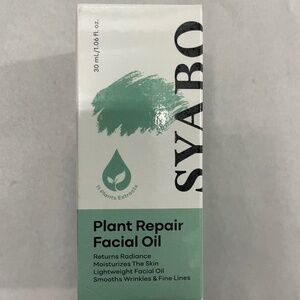 30 mL/1.06 fl. oz.
SYABO
11 Plants Extracts
Plant Repair
Facial Oil
Returns Radiance
Moisturizes The Skin
Lightweight Facial Oil
Smooths Wrinkles & Fine Lines